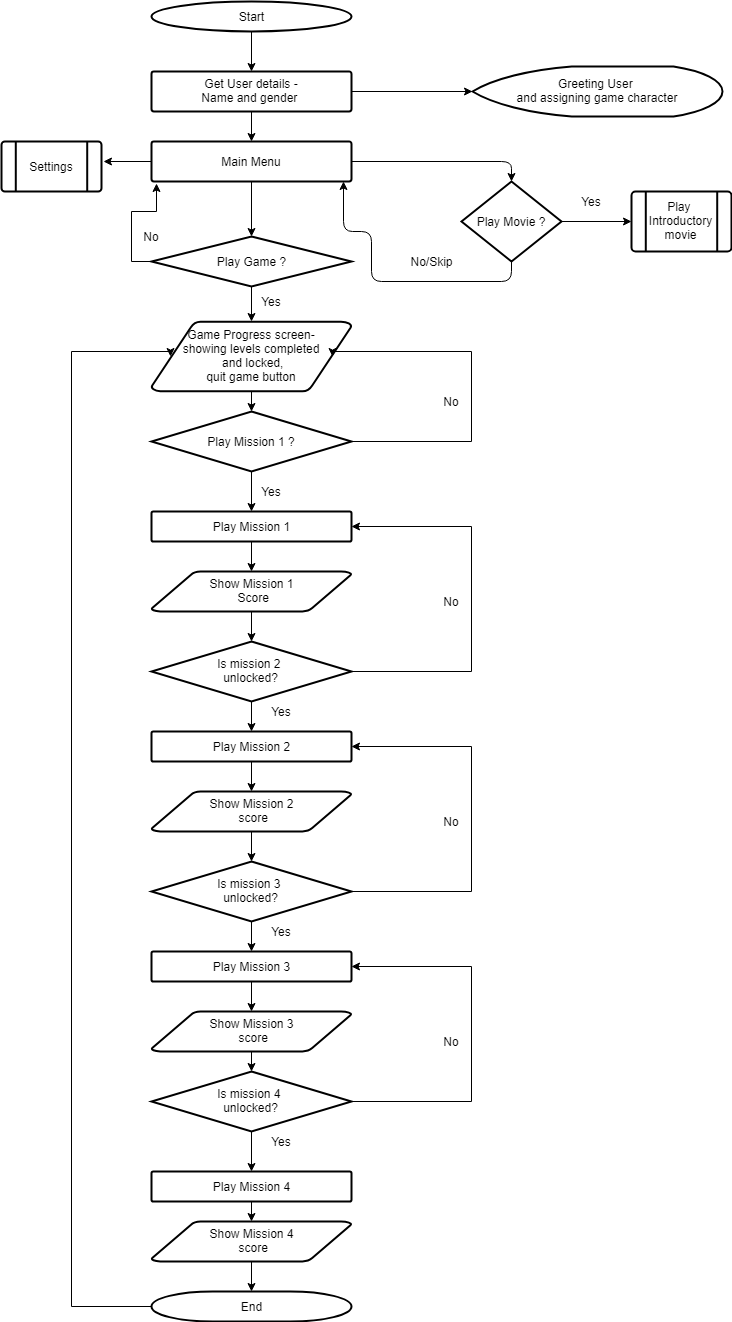 Start
Get User details -
Name and gender
Greeting User
and assigning game character
Settings
Main Menu
Play Movie ?
Yes
Play
Introductory
movie
No
Play Game ?
No/Skip
Yes
Game Progress screen-
showing levels completed
and locked,
quit game button
No
Play Mission 1 ?
Yes
Play Mission 1
Show Mission 1
Score
No
Is mission 2
unlocked?
Yes
Play Mission 2
Show Mission 2
score
No
Is mission 3
unlocked?
Yes
Play Mission 3
Show Mission 3
score
No
Is mission 4
unlocked?
Yes
Play Mission 4
Show Mission 4
score
End